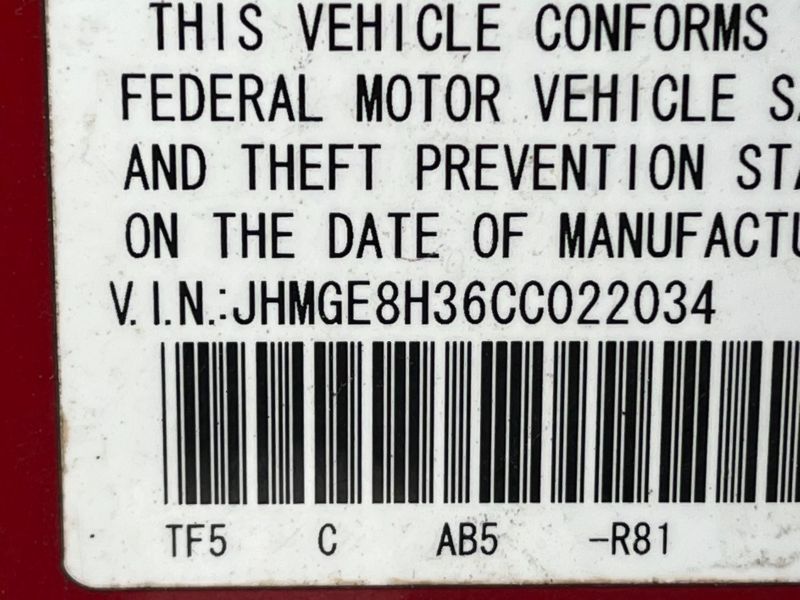 THIS VEHICLE CONFORMS
FEDERAL MOTOR VEHICLE
AND THEFT PREVENTION
ON THE DATE OF
V.I.N.:JHMGE8H36CC022034
TF5 C AB5 -R81